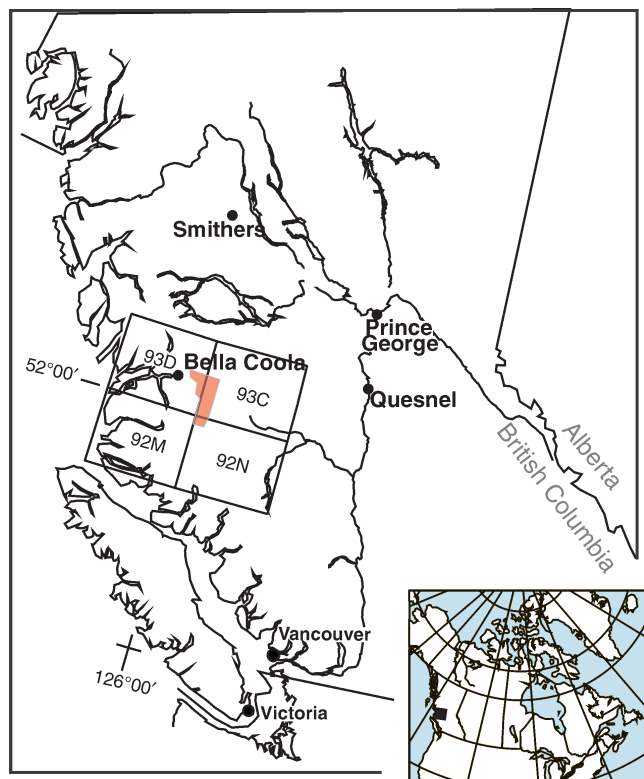 Smithers
Prince
George
93D
Bella Coola
52°00′
93C
Quesnel
92M
92N
Alberta
British Columbia
Vancouver
126°00′
Victoria